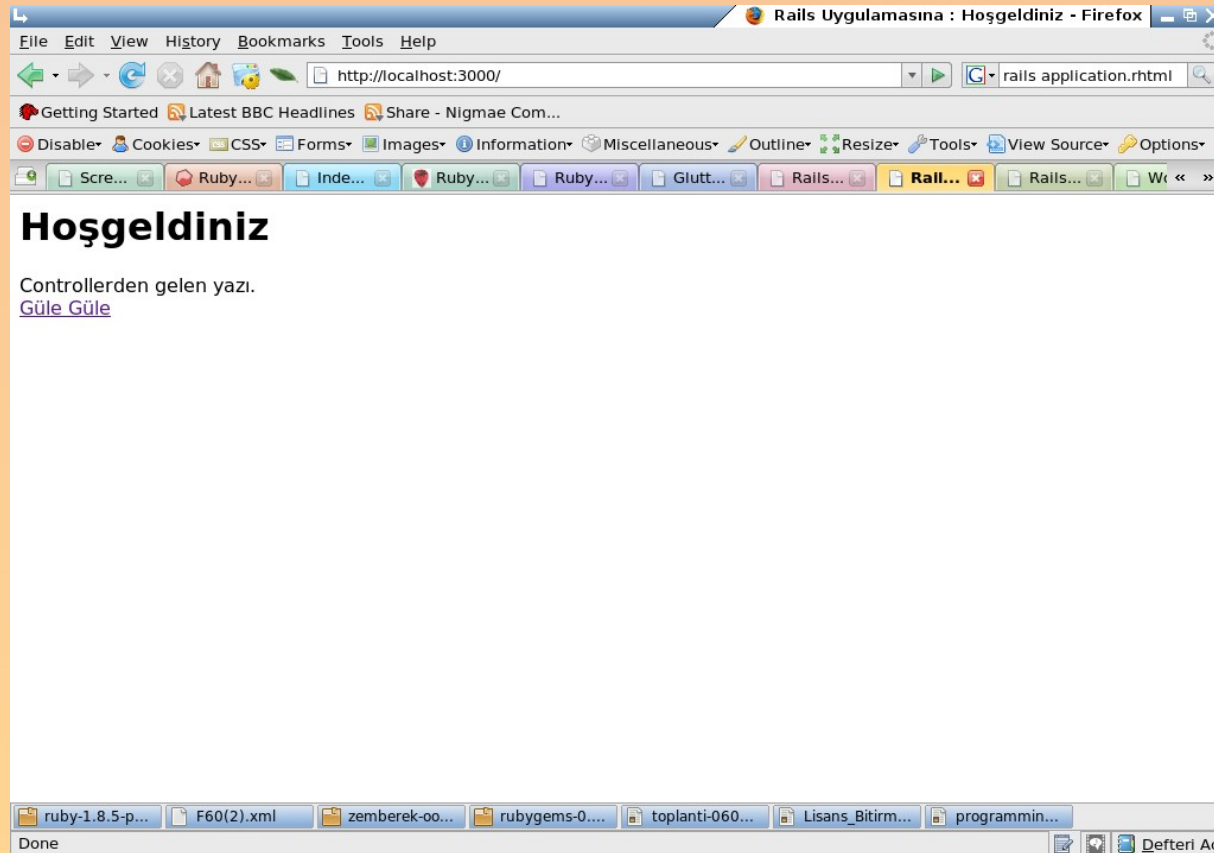 Rails Uygulamasına : Hoşgeldiniz - Firefox
File Edit View History Bookmarks Tools Help
http://localhost:3000/ G rails application.rhtml
Getting Started Latest BBC Headlines Share - Nigmae Com...
Disable Cookies CSS Forms Images Information Miscellaneous Outline Resize Tools View Source Options
Scre... Ruby... Inde... Ruby... Ruby... Glutt... Rails... Rail... Rails... « »
Hoşgeldiniz
Controllerden gelen yazı.
Güle Güle
ruby-1.8.5-p... F60(2).xml zemberek-oo... rubygems-0.... toplanti-060... Lisans_Bitirm... programmin...
Done Defteri